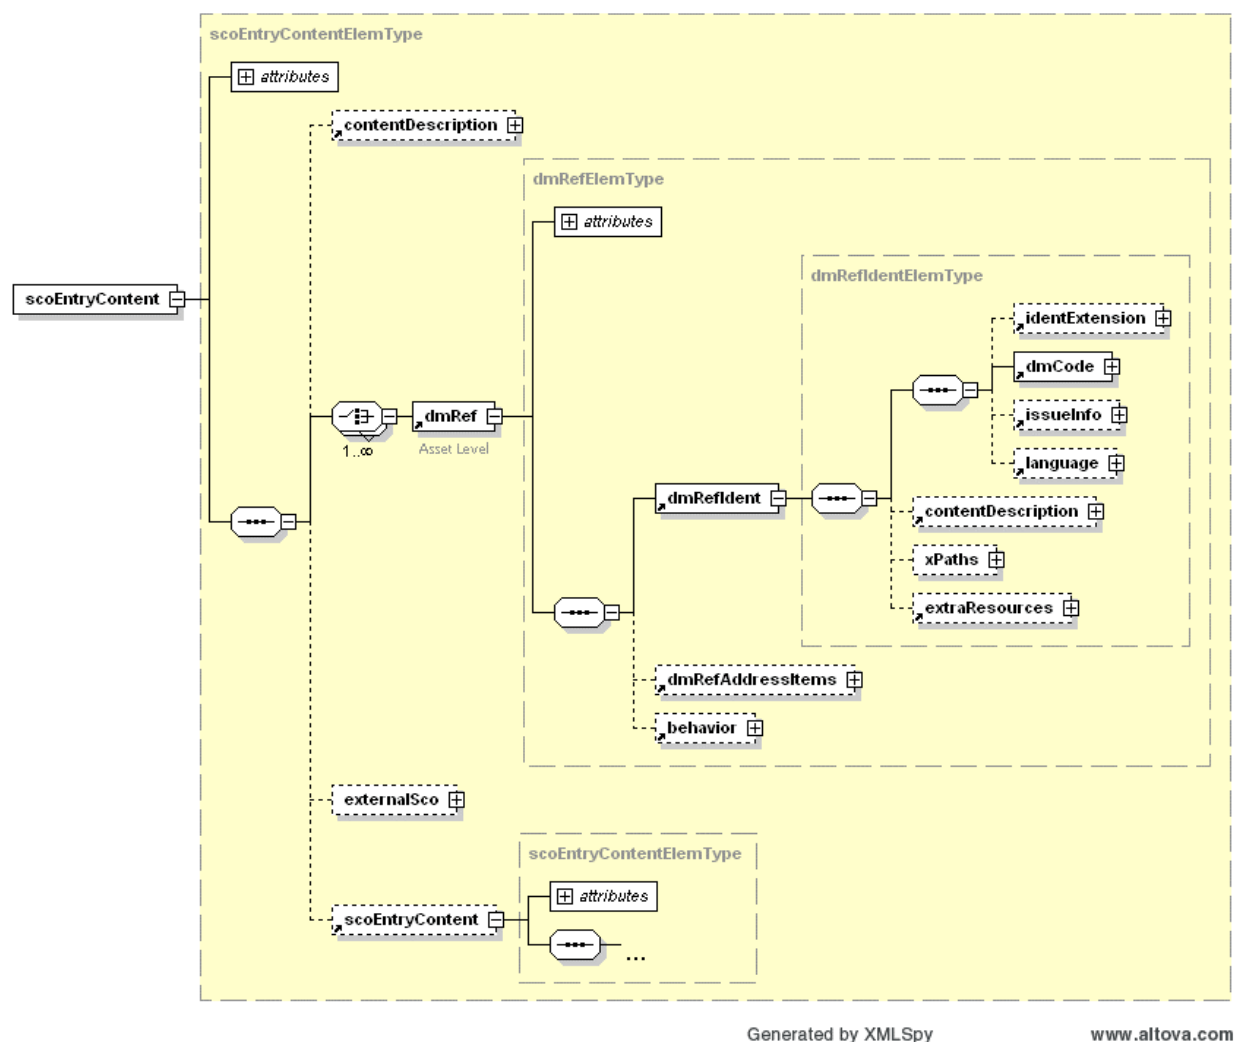 scoEntryContentElemType
attributes
contentDescription
dmRefElemType
attributes
dmRefIdentElemType
scoEntryContent
identExtension
dmCode
issueInfo
language
dmRef
Asset Level
1..∞
dmRefIdent
contentDescription
xPaths
extraResources
dmRefAddressItems
behavior
externalSco
scoEntryContentElemType
attributes
scoEntryContent
...
Generated by XMLSpy www.altova.com